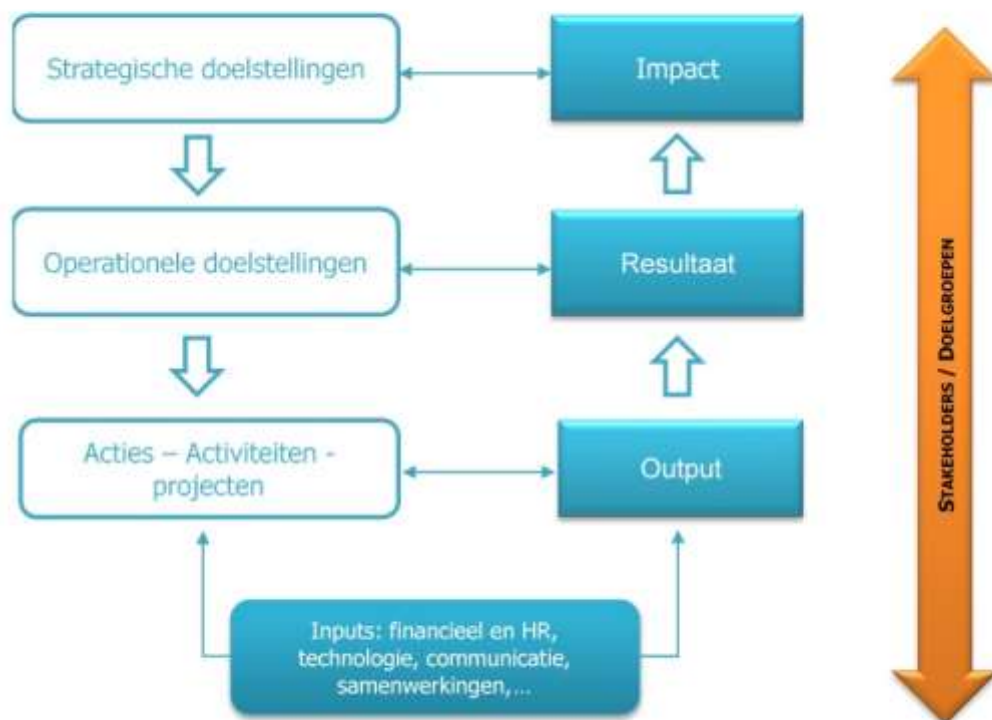 Strategische doelstellingen
Impact
Operationele doelstellingen
Resultaat
Acties – Activiteiten -
projecten
Output
Inputs: financieel en HR,
technologie, communicatie,
samenwerkingen,...
STAKEHOLDERS / DOELGROEPEN